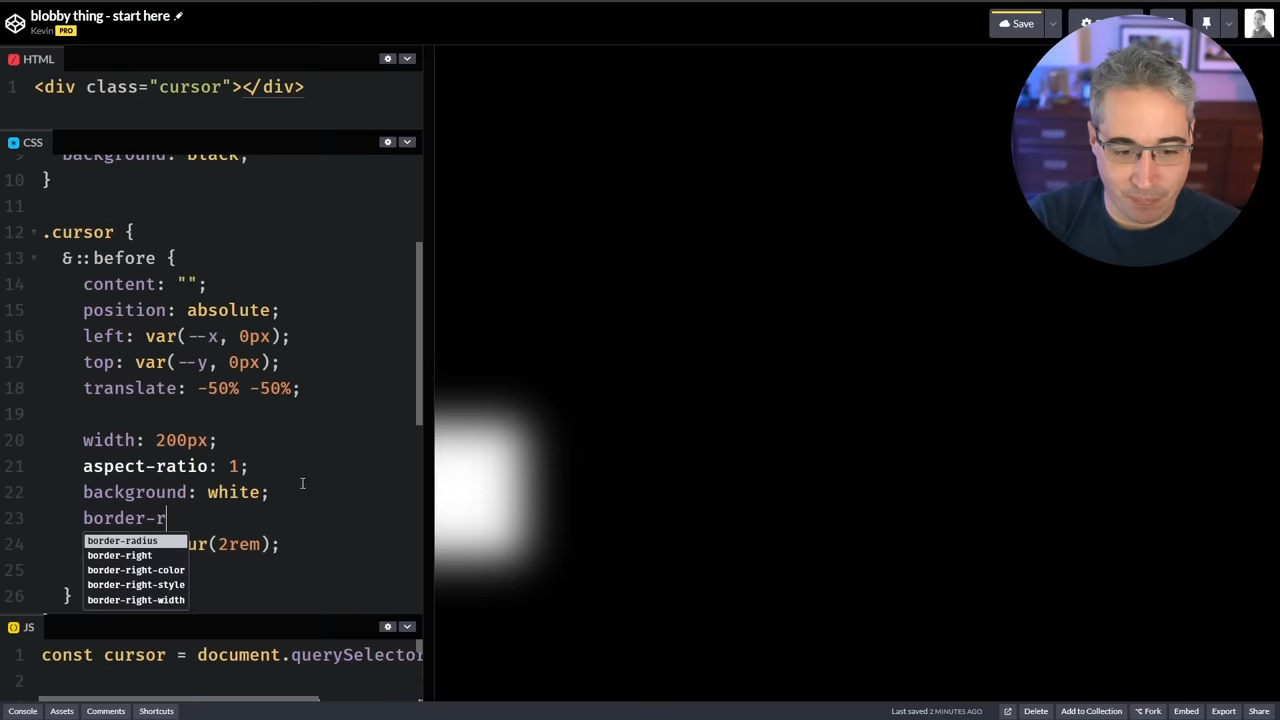 blobby thing - start here
Kevin PRO
Save
HTML
1 <div class="cursor"></div>
CSS
9 background: black;
10 }
11
12 .cursor {
13 &::before {
14 content: "";
15 position: absolute;
16 left: var(--x, 0px);
17 top: var(--y, 0px);
18 translate: -50% -50%;
19
20 width: 200px;
21 aspect-ratio: 1;
22 background: white;
23 border-r
24 ur(2rem);
25
26 }
border-radius
border-right
border-right-color
border-right-style
border-right-width
JS
1 const cursor = document.querySelector
2
Console Assets Comments Shortcuts Last saved 2 MINUTES AGO Delete Add to Collection Fork Embed Export Share